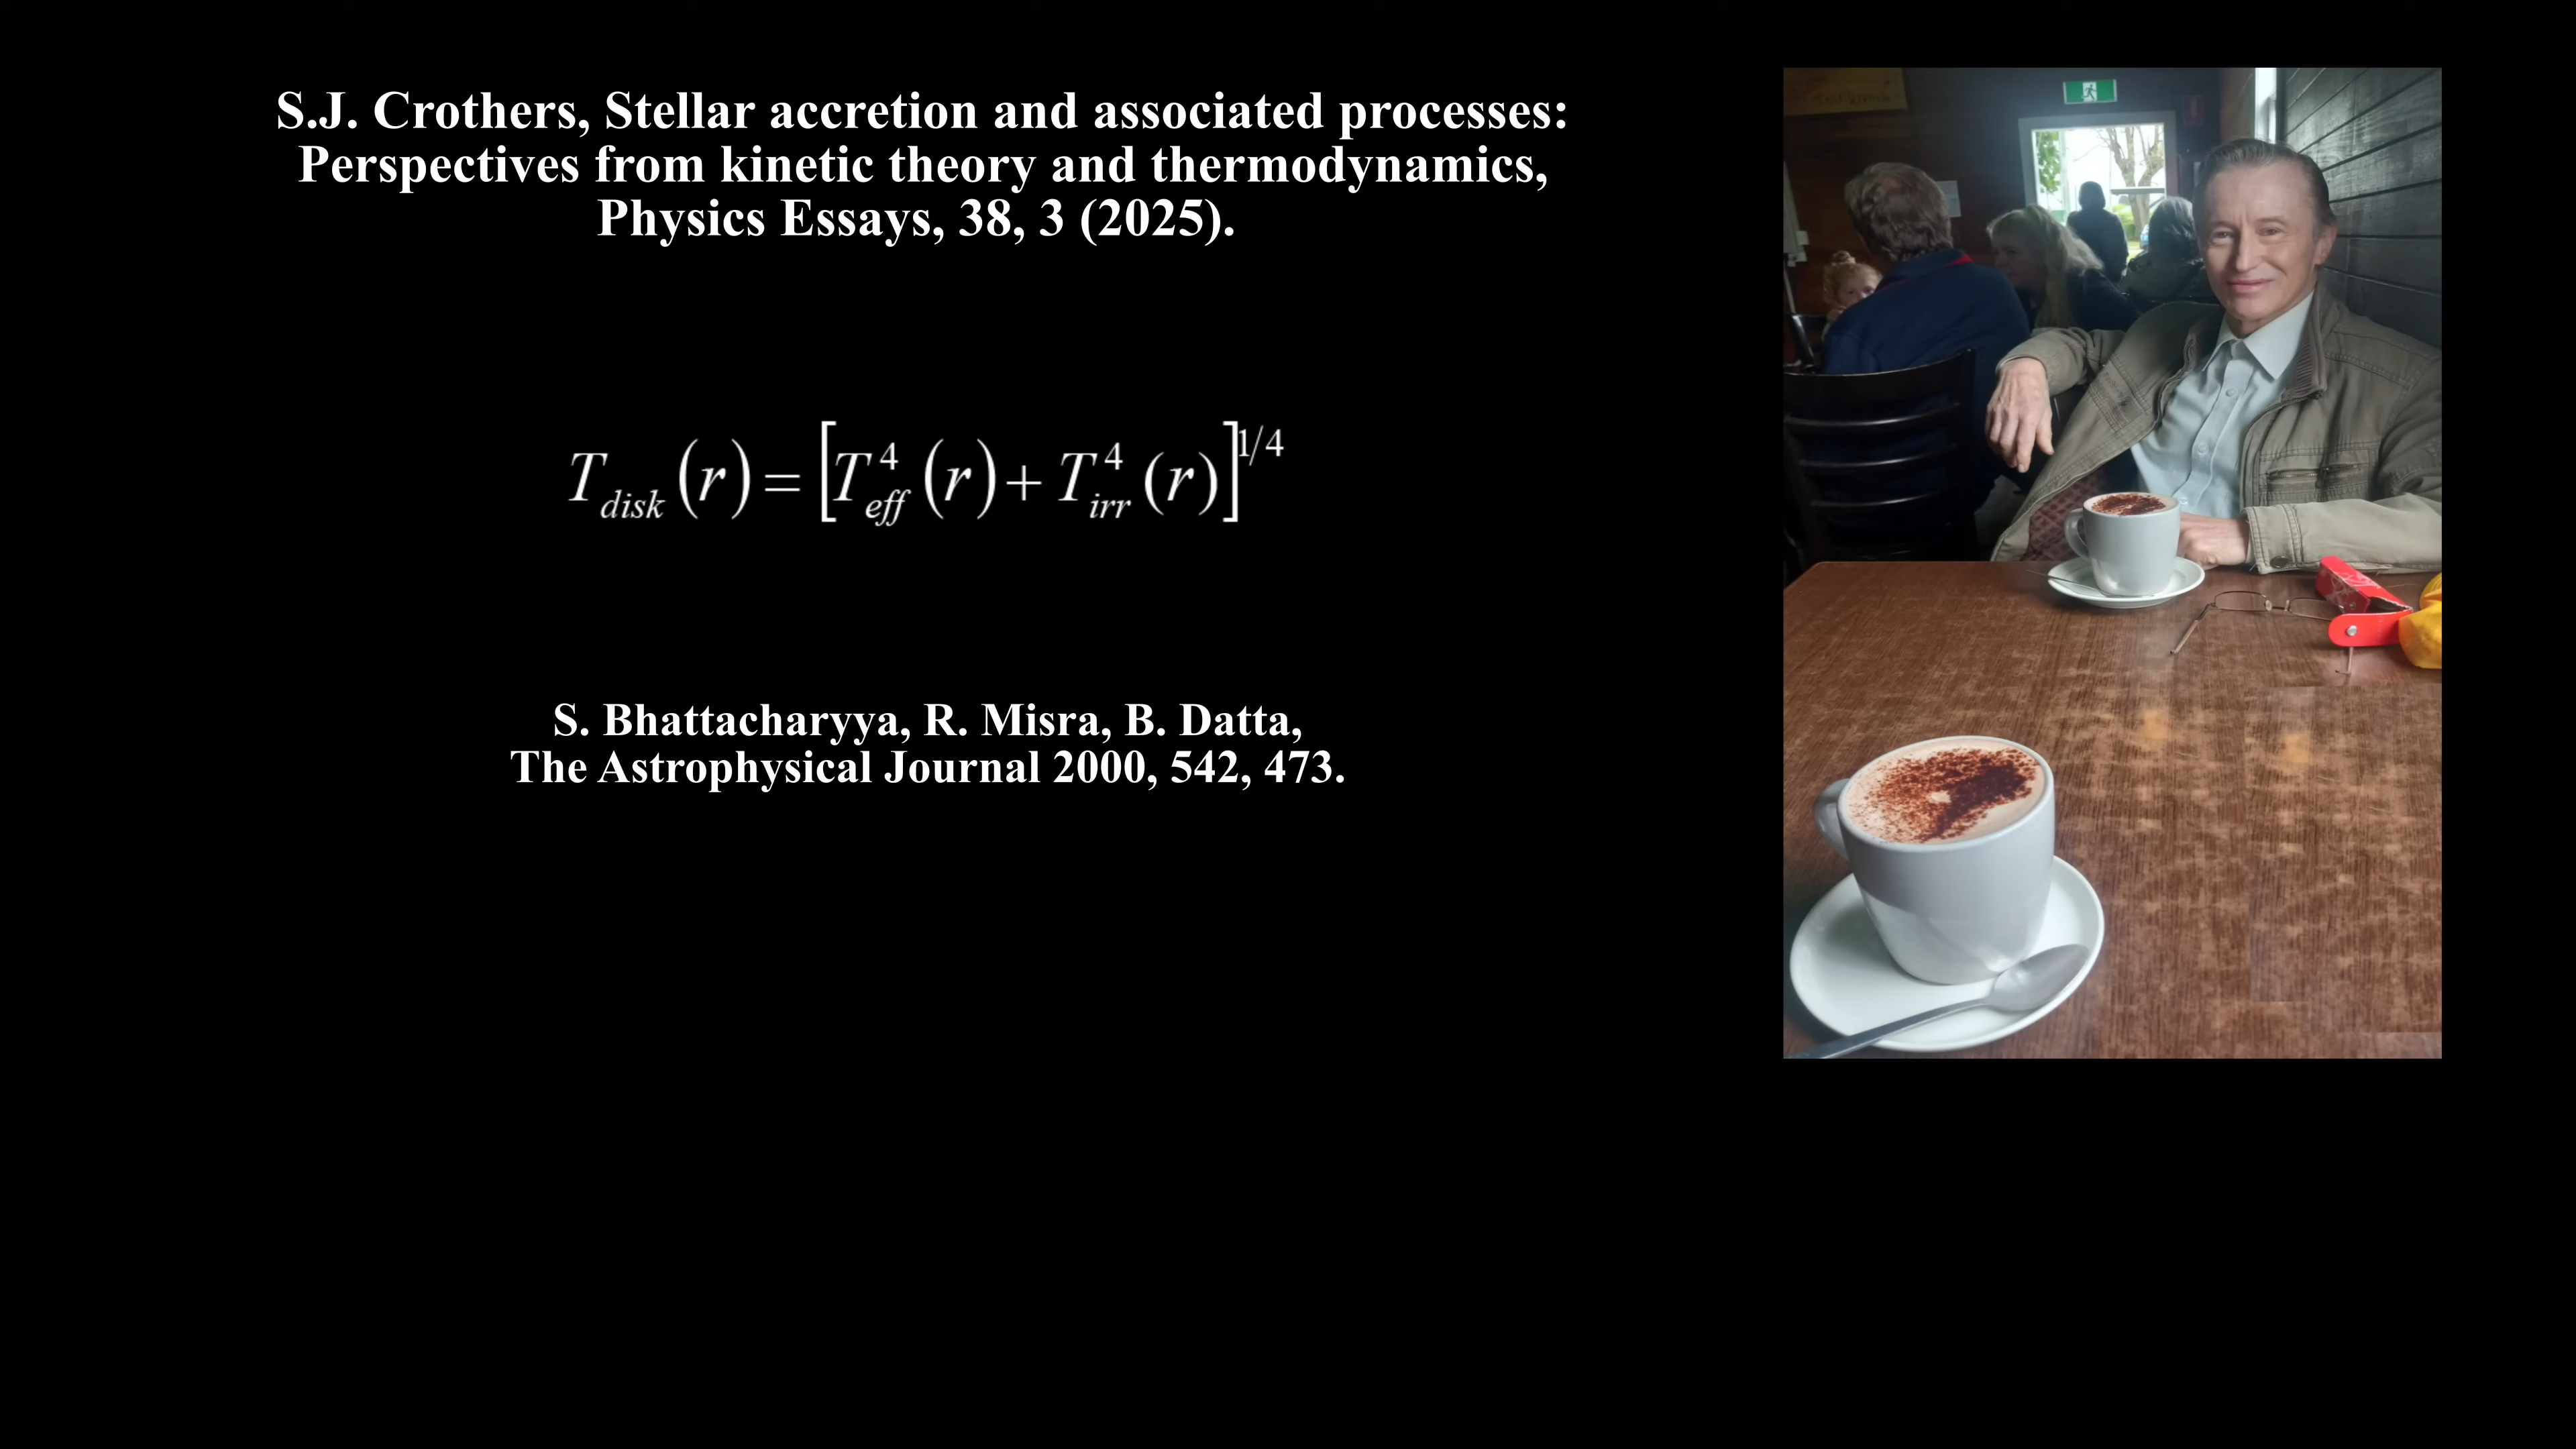 S.J. Crothers, Stellar accretion and associated processes:
Perspectives from kinetic theory and thermodynamics,
Physics Essays, 38, 3 (2025).
T_disk (r) = [T_eff^4 (r) + T_irr^4 (r)]^1/4
S. Bhattacharyya, R. Misra, B. Datta,
The Astrophysical Journal 2000, 542, 473.